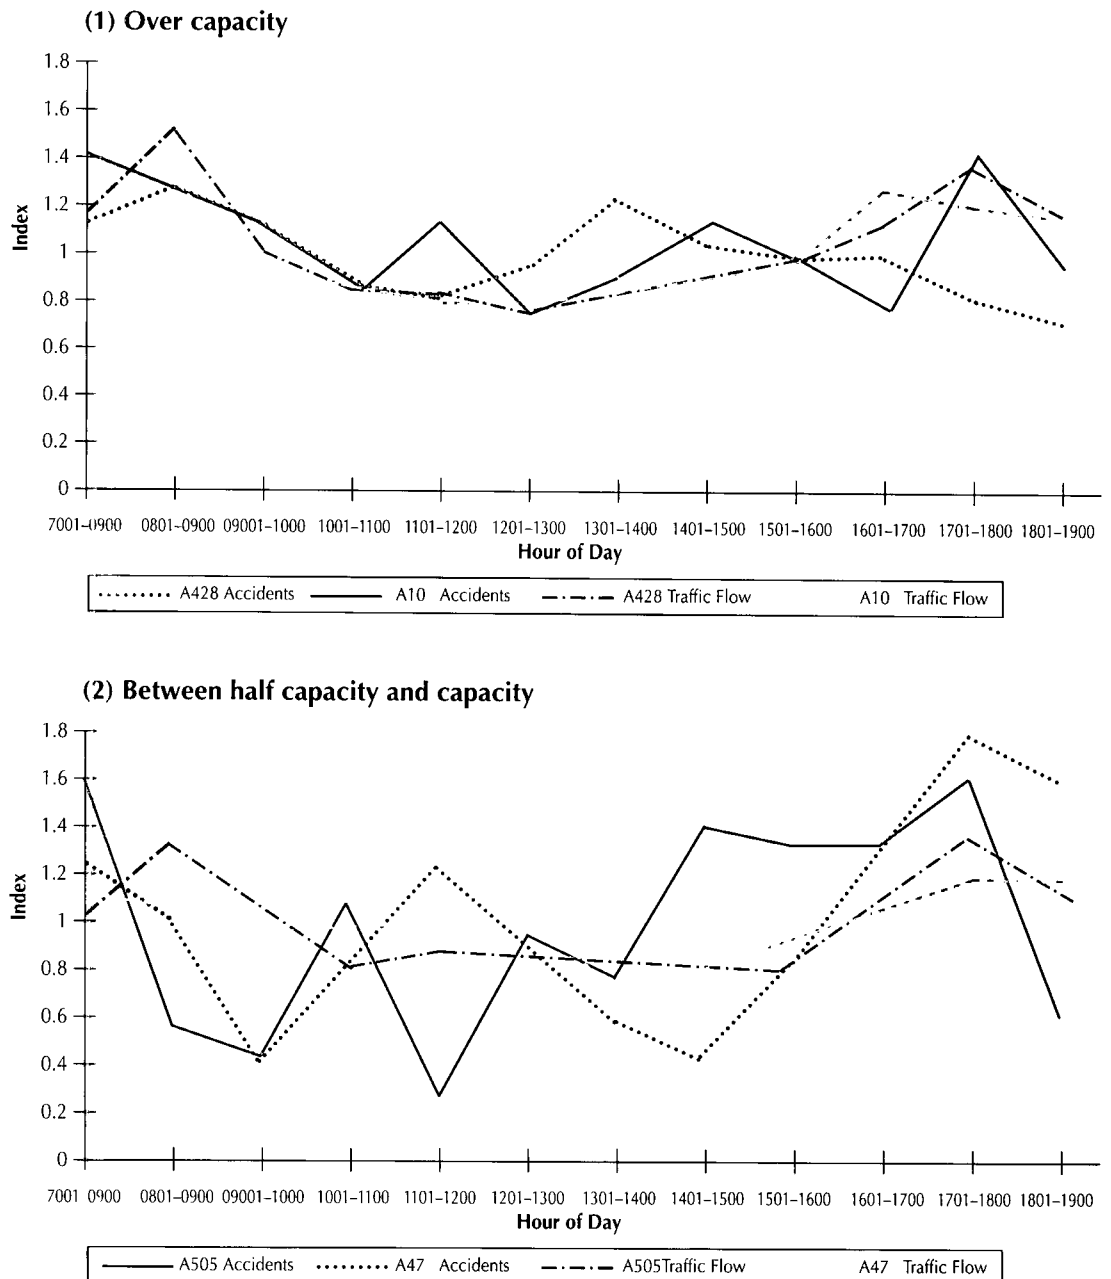 (1) Over capacity
1.8
1.6
1.4
1.2
1
0.8
0.6
0.4
0.2
0
Index
7001–0900 0801–0900 09001–1000 1001–1100 1101–1200 1201–1300 1301–1400 1401–1500 1501–1600 1601–1700 1701–1800 1801–1900
Hour of Day
A428 Accidents A10 Accidents A428 Traffic Flow A10 Traffic Flow
(2) Between half capacity and capacity
1.8
1.6
1.4
1.2
1
0.8
0.6
0.4
0.2
0
Index
7001 0900 0801–0900 09001–1000 1001–1100 1101–1200 1201–1300 1301–1400 1401–1500 1501–1600 1601–1700 1701–1800 1801–1900
Hour of Day
A505 Accidents A47 Accidents A505Traffic Flow A47 Traffic Flow